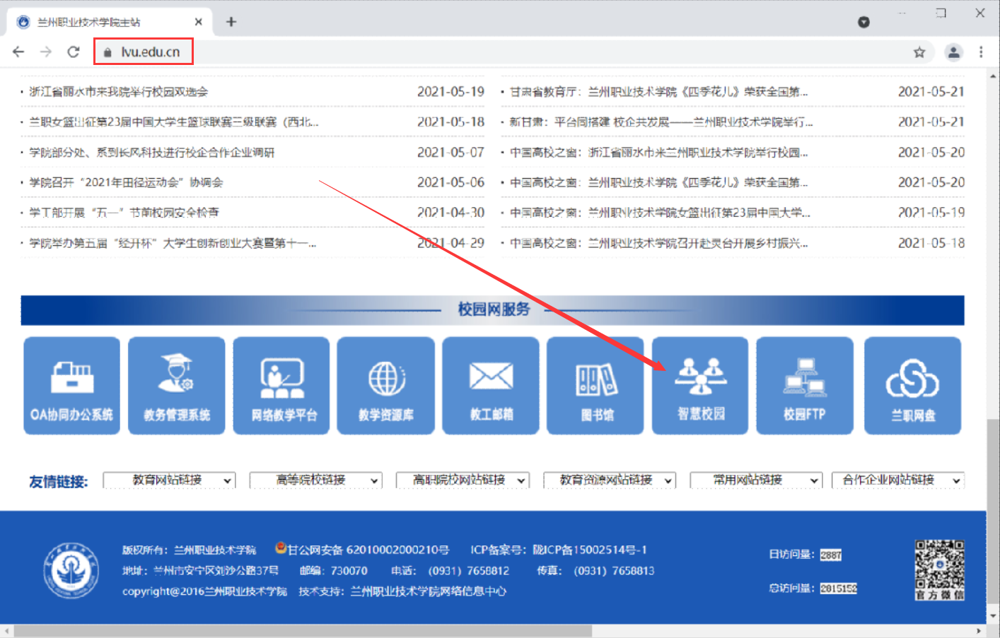 兰州职业技术学院主站
lvu.edu.cn
· 浙江省丽水市来我院举行校园双选会 2021-05-19
· 兰职女篮出征第23届中国大学生篮球联赛三级联赛（西北... 2021-05-18
· 学院部分处、系到长风科技进行校企合作企业调研 2021-05-07
· 学院召开“2021年田径运动会”协调会 2021-05-06
· 学工部开展“五一”节前校园安全检查 2021-04-30
· 学院举办第五届“经开杯”大学生创新创业大赛暨第十一... 2021-04-29
· 甘肃省教育厅：兰州职业技术学院《四季花儿》荣获全国第... 2021-05-21
· 新甘肃：平台同搭建 校企共发展——兰州职业技术学院举行... 2021-05-21
· 中国高校之窗：浙江省丽水市来兰州职业技术学院举行校园... 2021-05-20
· 中国高校之窗：兰州职业技术学院《四季花儿》荣获全国第... 2021-05-20
· 中国高校之窗：兰州职业技术学院女篮出征第23届中国大学... 2021-05-19
· 中国高校之窗：兰州职业技术学院召开赴灵台开展乡村振兴... 2021-05-18
校园网服务
OA协同办公系统
教务管理系统
网络教学平台
教学资源库
教工邮箱
图书馆
智慧校园
校园FTP
兰职网盘
友情链接: 教育网站链接 高等院校链接 高职院校网站链接 教育资源网站链接 常用网站链接 合作企业网站链接
版权所有：兰州职业技术学院 甘公网安备 62010002000210号 ICP备案号：陇ICP备15002514号-1
地址：兰州市安宁区刘沙公路37号 邮编：730070 电话：（0931）7658812 传真：（0931）7658813
copyright@2016兰州职业技术学院 技术支持：兰州职业技术学院网络信息中心
日访问量：2887
总访问量：2815152
官方微信